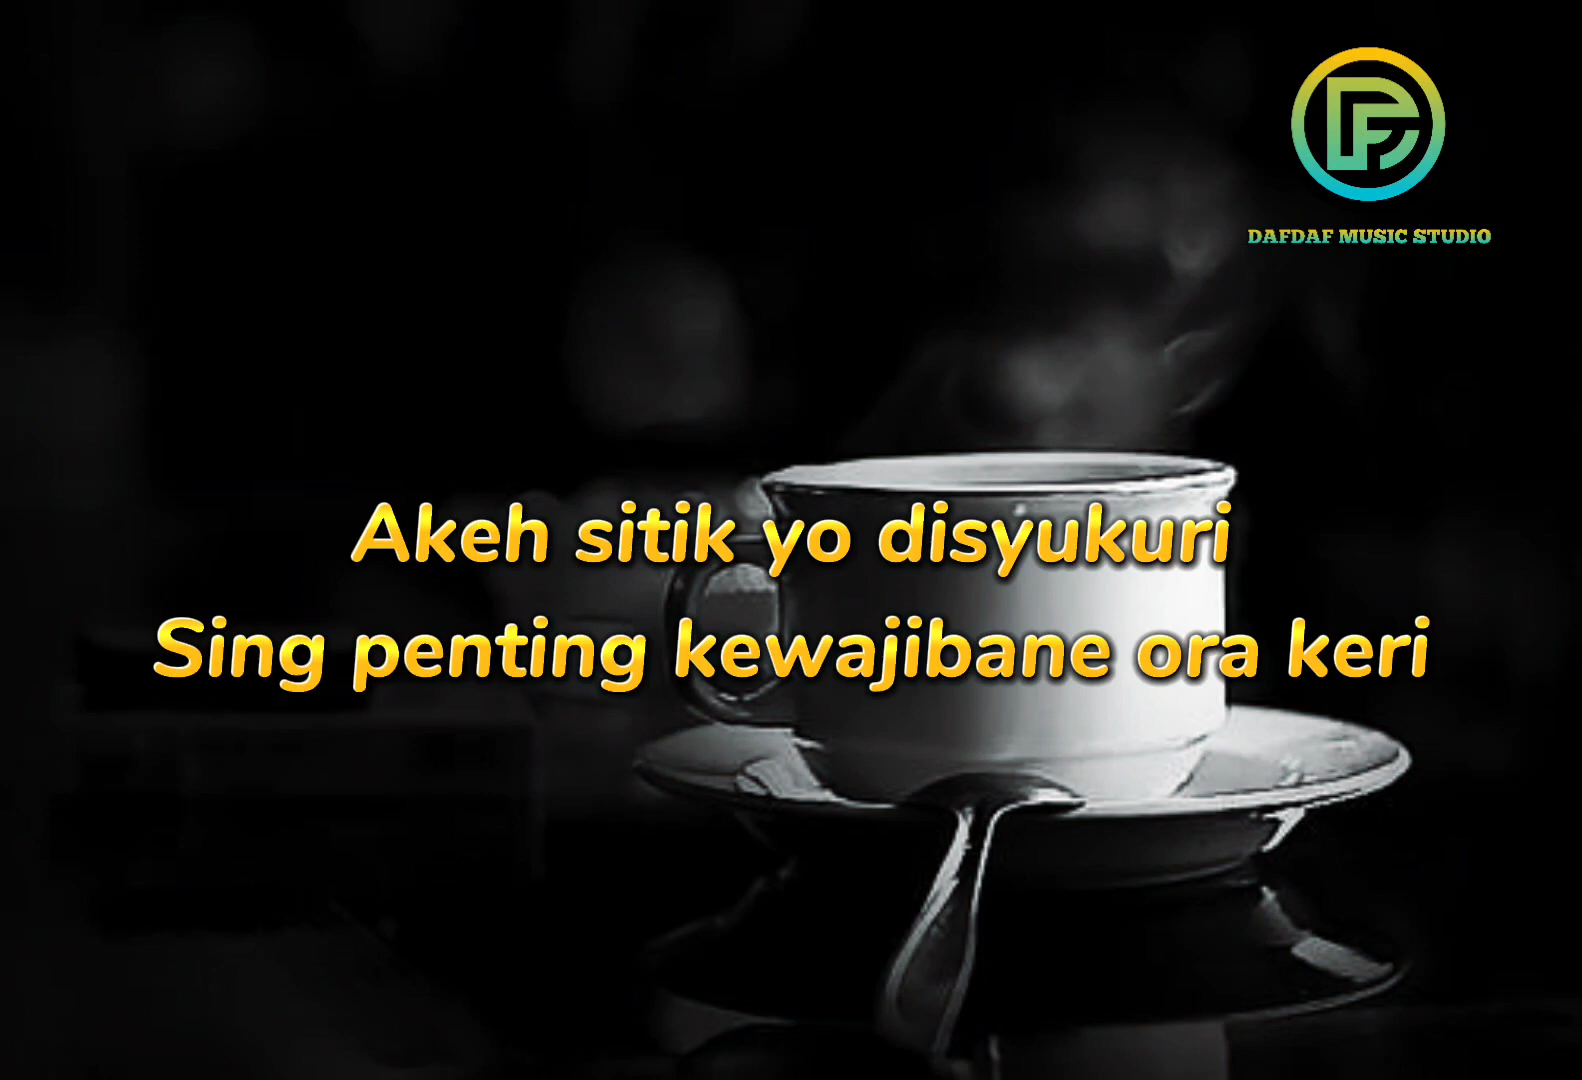 DAFDAF MUSIC STUDIO
Akeh sitik yo disyukuri
Sing penting kewajibane ora keri